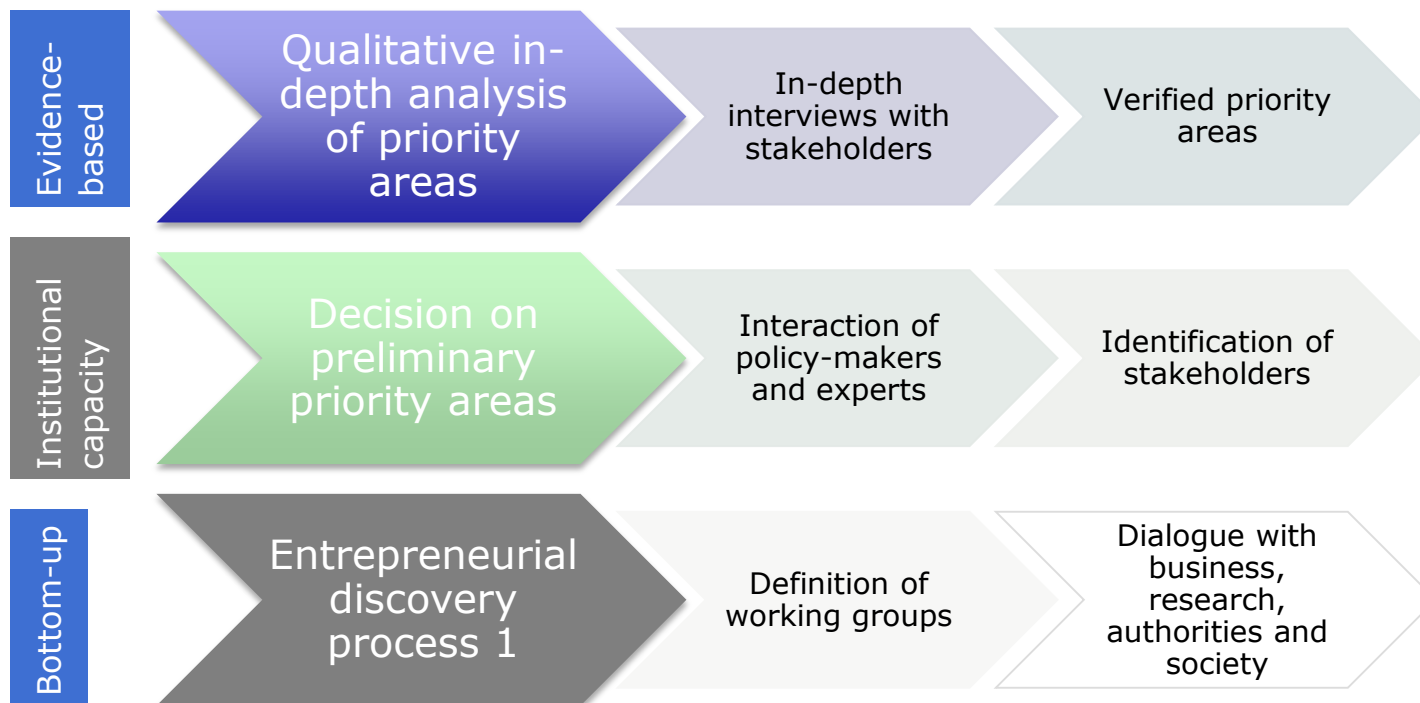 Evidence-
based
Qualitative in-
depth analysis
of priority
areas
In-depth
interviews with
stakeholders
Verified priority
areas
Institutional
capacity
Decision on
preliminary
priority areas
Interaction of
policy-makers
and experts
Identification of
stakeholders
Bottom-up
Entrepreneurial
discovery
process 1
Definition of
working groups
Dialogue with
business,
research,
authorities and
society